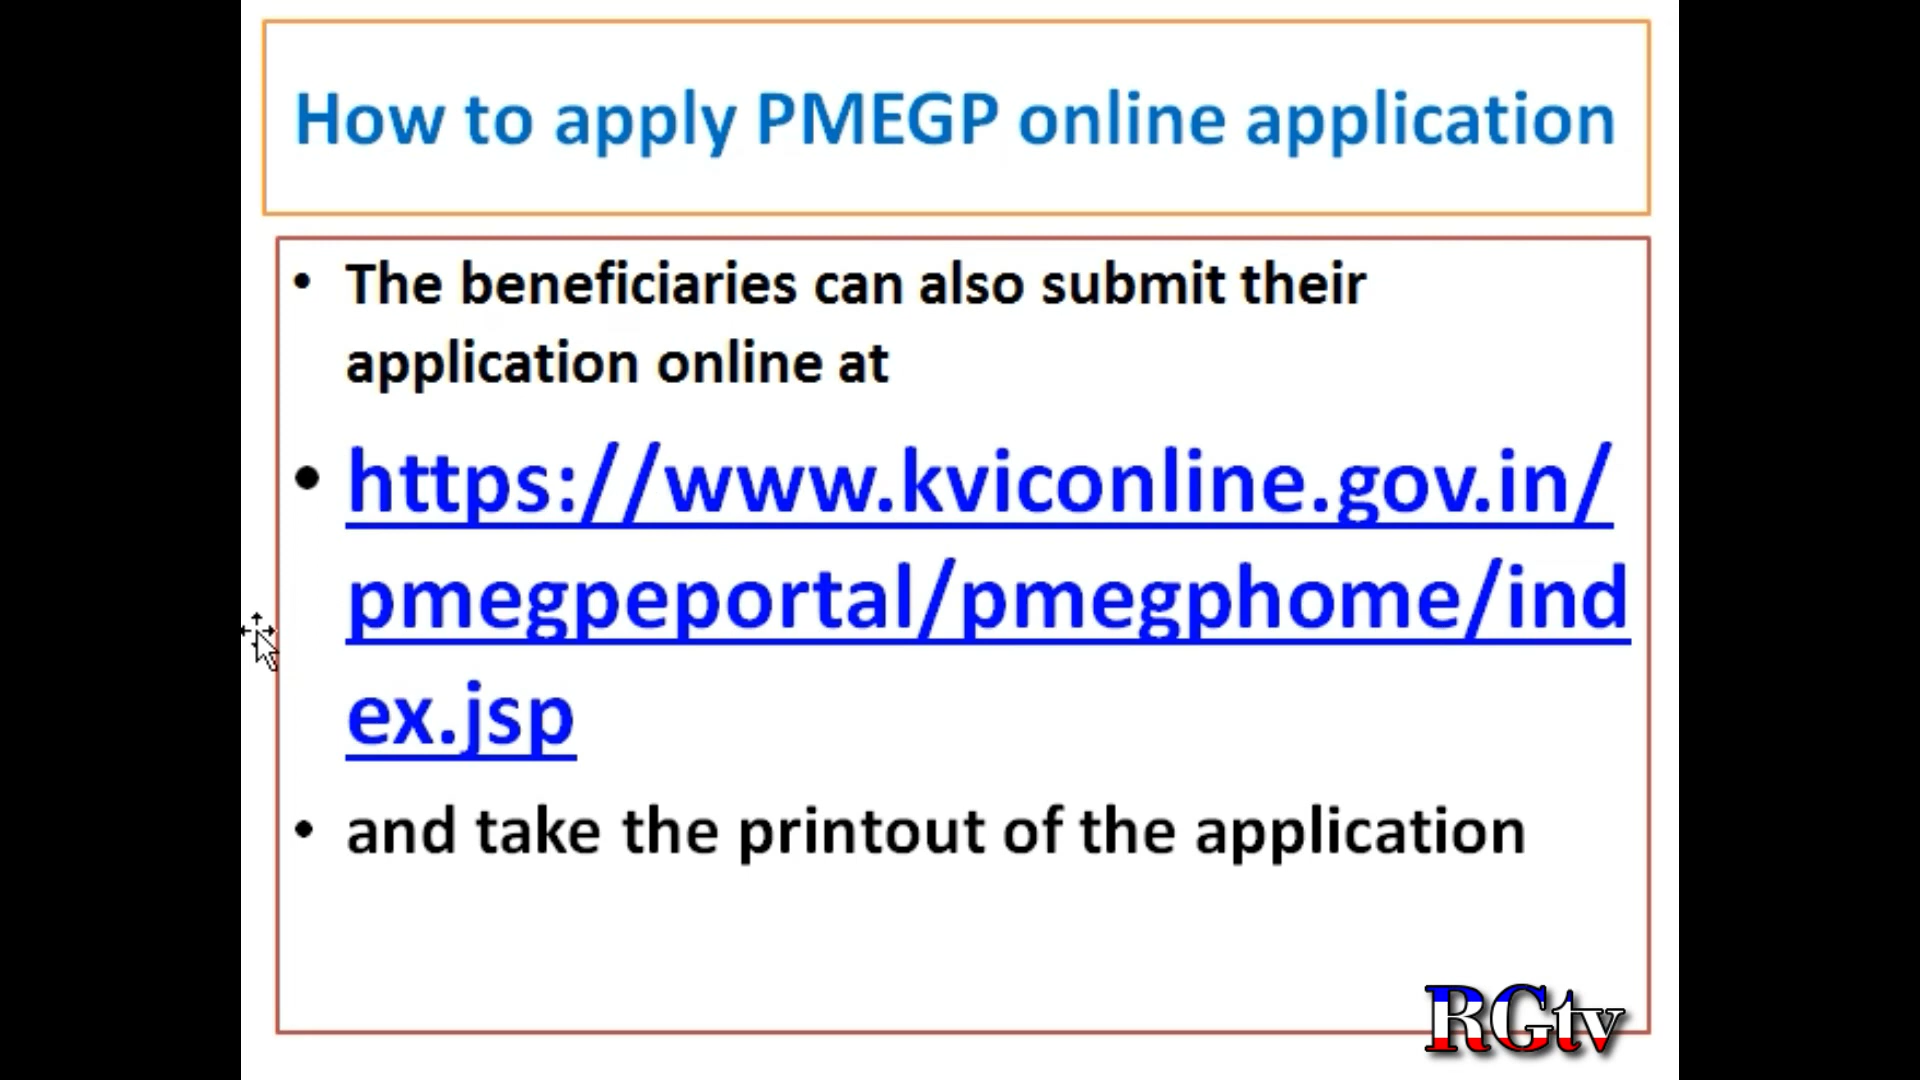 How to apply PMEGP online application
• The beneficiaries can also submit their
application online at
• https://www.kviconline.gov.in/
pmegpeportal/pmegphome/ind
ex.jsp
• and take the printout of the application
RGtv